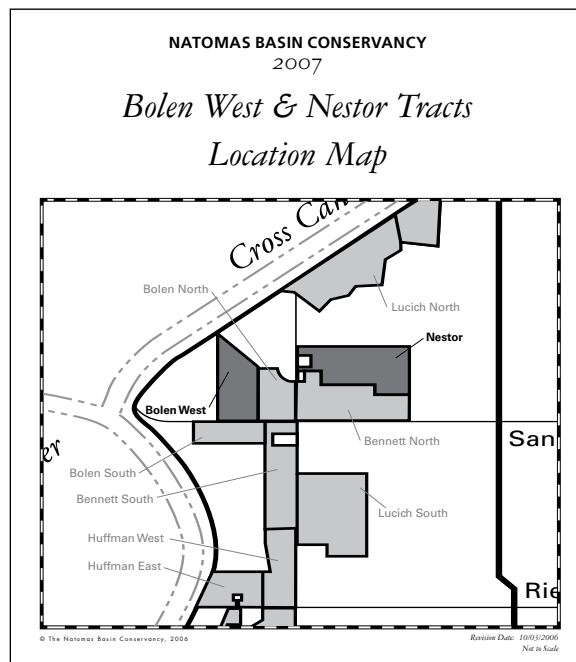 NATOMAS BASIN CONSERVANCY
2007
Bolen West & Nestor Tracts
Location Map
Cross Can
Bolen North
Lucich North
Nestor
Bolen West
Bennett North
San
er
Bolen South
Bennett South
Lucich South
Huffman West
Huffman East
Rie
© The Natomas Basin Conservancy, 2006
Revision Date: 10/03/2006
Not to Scale